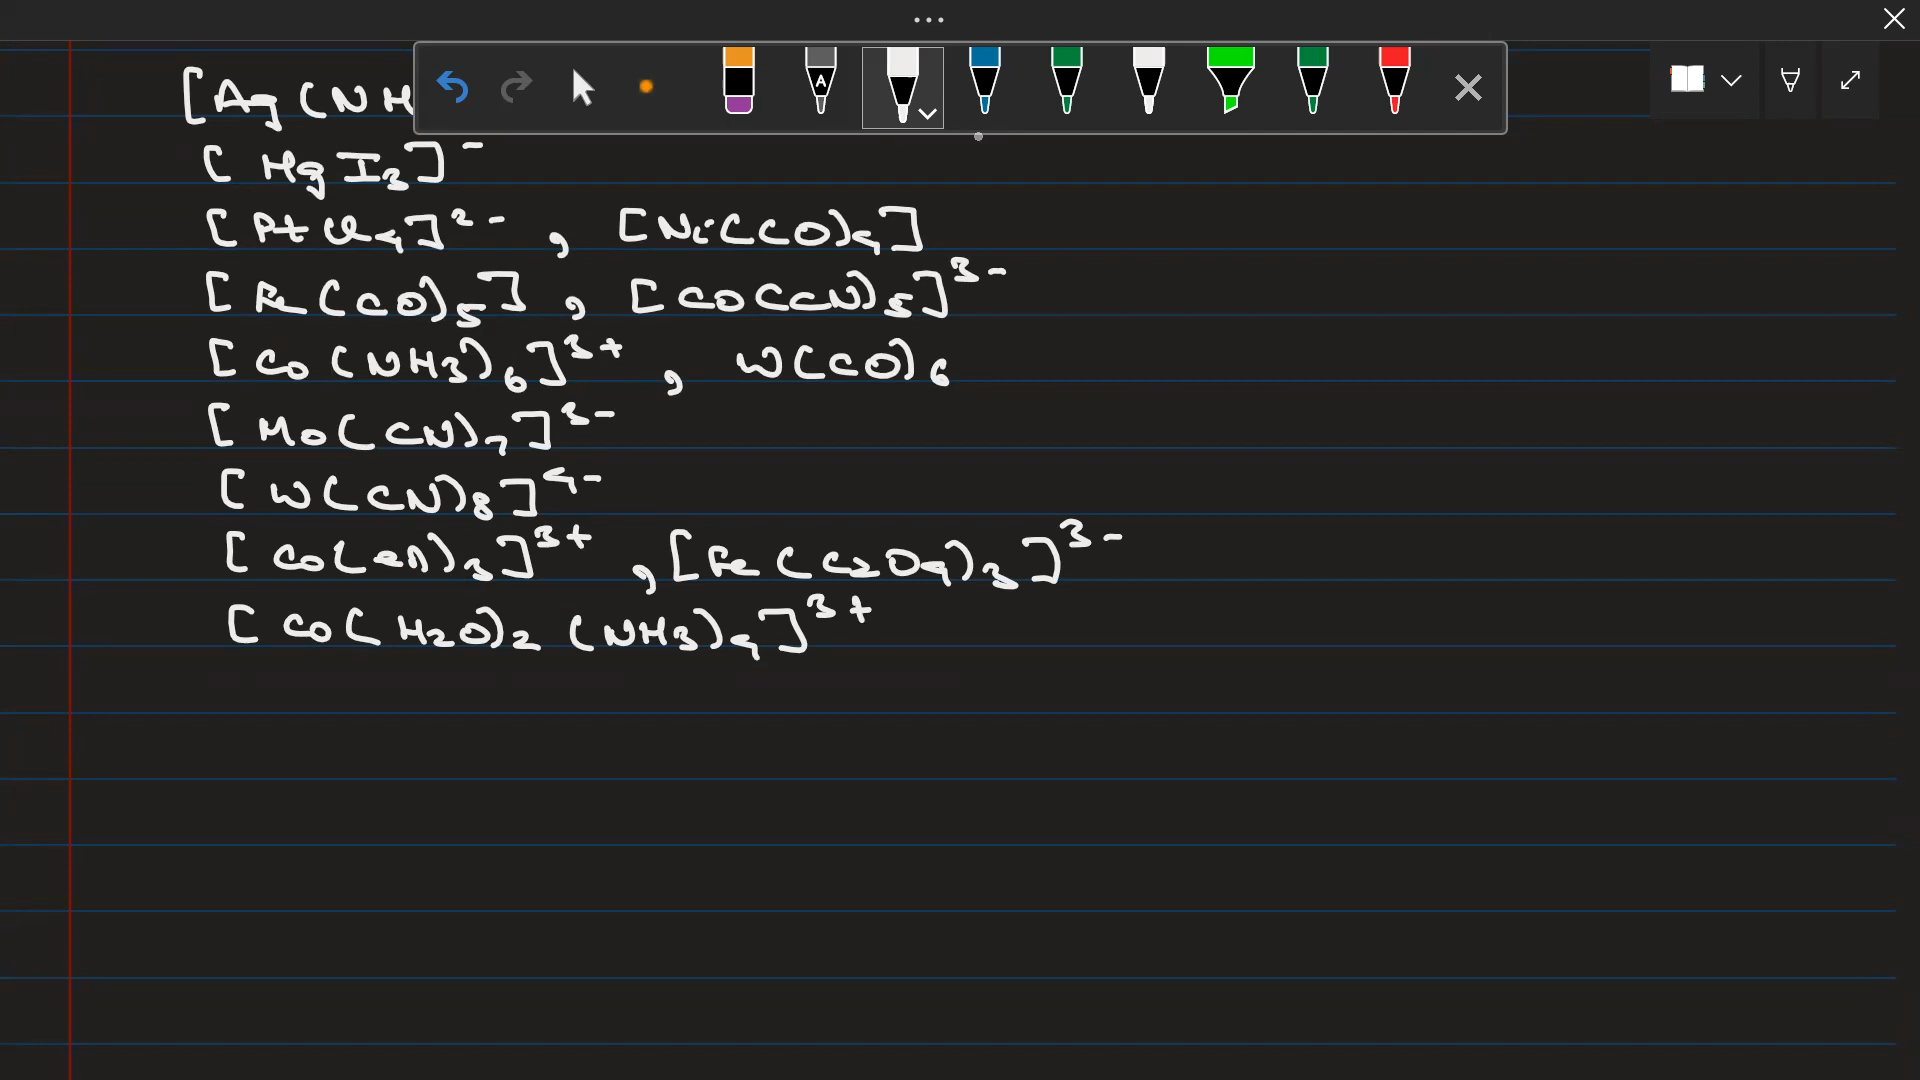 [Ag(NH
[HgI3]-
[PtCl4]2-, [Ni(CO)4]
[Fe(CO)5], [Co(CN)5]3-
[Co(NH3)6]3+, W(CO)6
[Mo(CN)7]3-
[W(CN)8]4-
[Co(en)3]3+, [Fe(C2O4)3]3-
[Co(H2O)2(NH3)4]3+